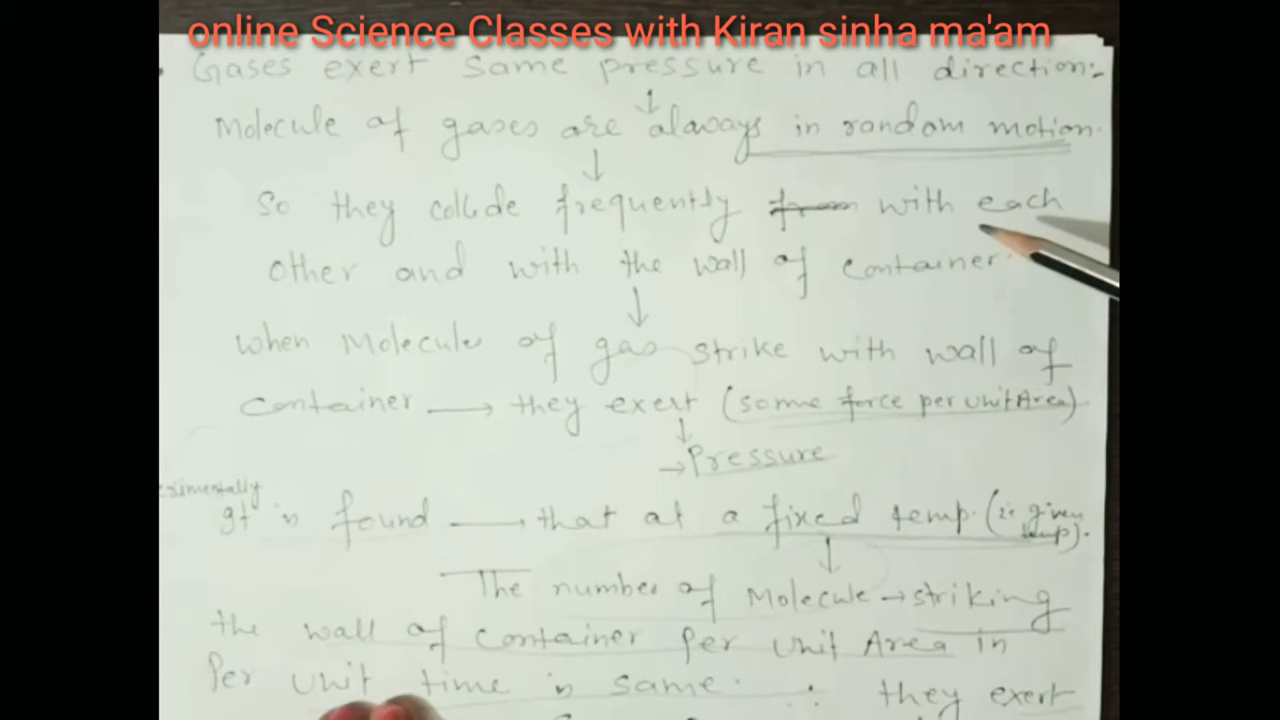 online Science Classes with Kiran sinha ma'am
Gases exert same pressure in all direction:-
Molecule of gases are always in random motion.
So they collide frequently with each
other and with the wall of container.
when Molecule of gas strike with wall of
container → they exert (some force per unit Area)
→ Pressure
erimentally
It is found → that at a fixed temp. (ie given temp).
The number of Molecule → striking
the wall of container per unit Area in
Per unit time is same. ∴ they exert